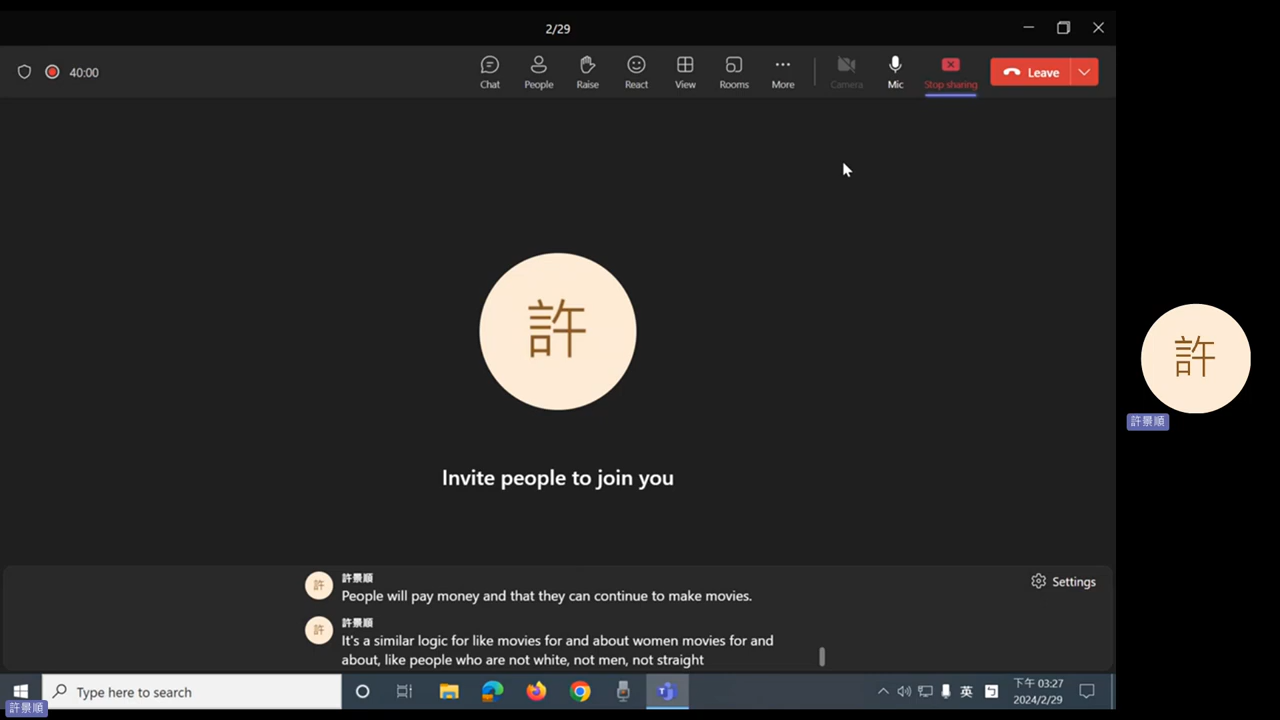 2/29
40:00
Chat
People
Raise
React
View
Rooms
More
Camera
Mic
Stop sharing
Leave
許
許
許景順
Invite people to join you
許
許景順
People will pay money and that they can continue to make movies.
Settings
許
許景順
It's a similar logic for like movies for and about women movies for and
about, like people who are not white, not men, not straight
Type here to search
英
下午 03:27
2024/2/29
許景順